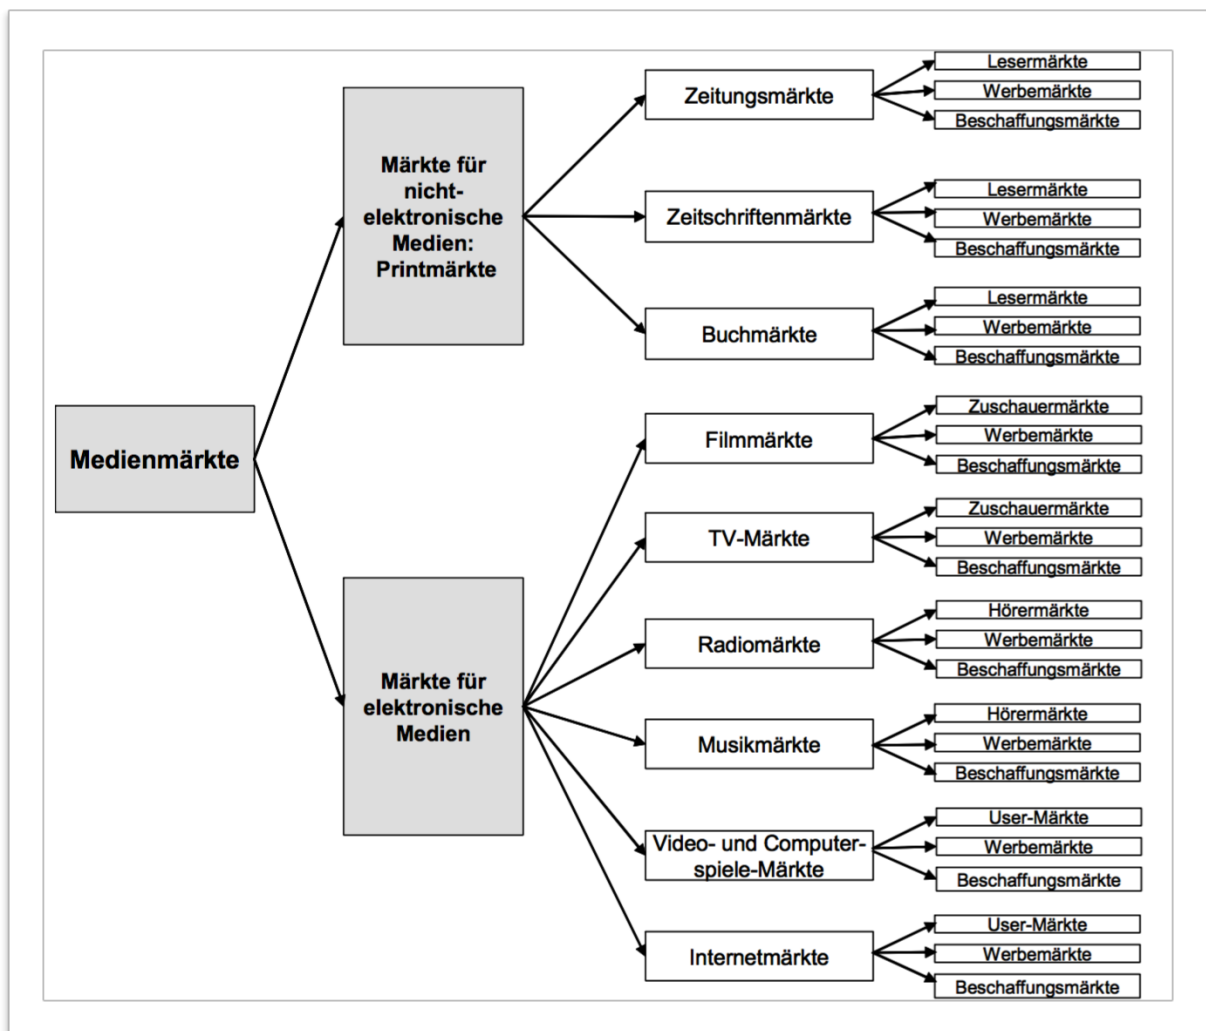 Medienmärkte
Märkte für
nicht-
elektronische
Medien:
Printmärkte
Zeitungsmärkte
Lesermärkte
Werbemärkte
Beschaffungsmärkte
Zeitschriftenmärkte
Lesermärkte
Werbemärkte
Beschaffungsmärkte
Buchmärkte
Lesermärkte
Werbemärkte
Beschaffungsmärkte
Märkte für
elektronische
Medien
Filmmärkte
Zuschauermärkte
Werbemärkte
Beschaffungsmärkte
TV-Märkte
Zuschauermärkte
Werbemärkte
Beschaffungsmärkte
Radiomärkte
Hörermärkte
Werbemärkte
Beschaffungsmärkte
Musikmärkte
Hörermärkte
Werbemärkte
Beschaffungsmärkte
Video- und Computer-
spiele-Märkte
User-Märkte
Werbemärkte
Beschaffungsmärkte
Internetmärkte
User-Märkte
Werbemärkte
Beschaffungsmärkte